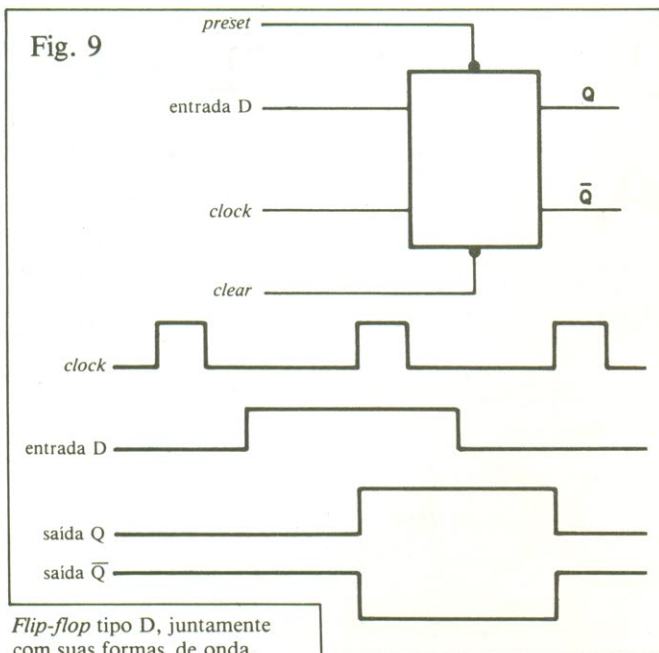 preset
Fig. 9
entrada D
Q
clock
Q̅
clear
clock
entrada D
saída Q
saída Q̅
Flip-flop tipo D, juntamente
com suas formas de onda